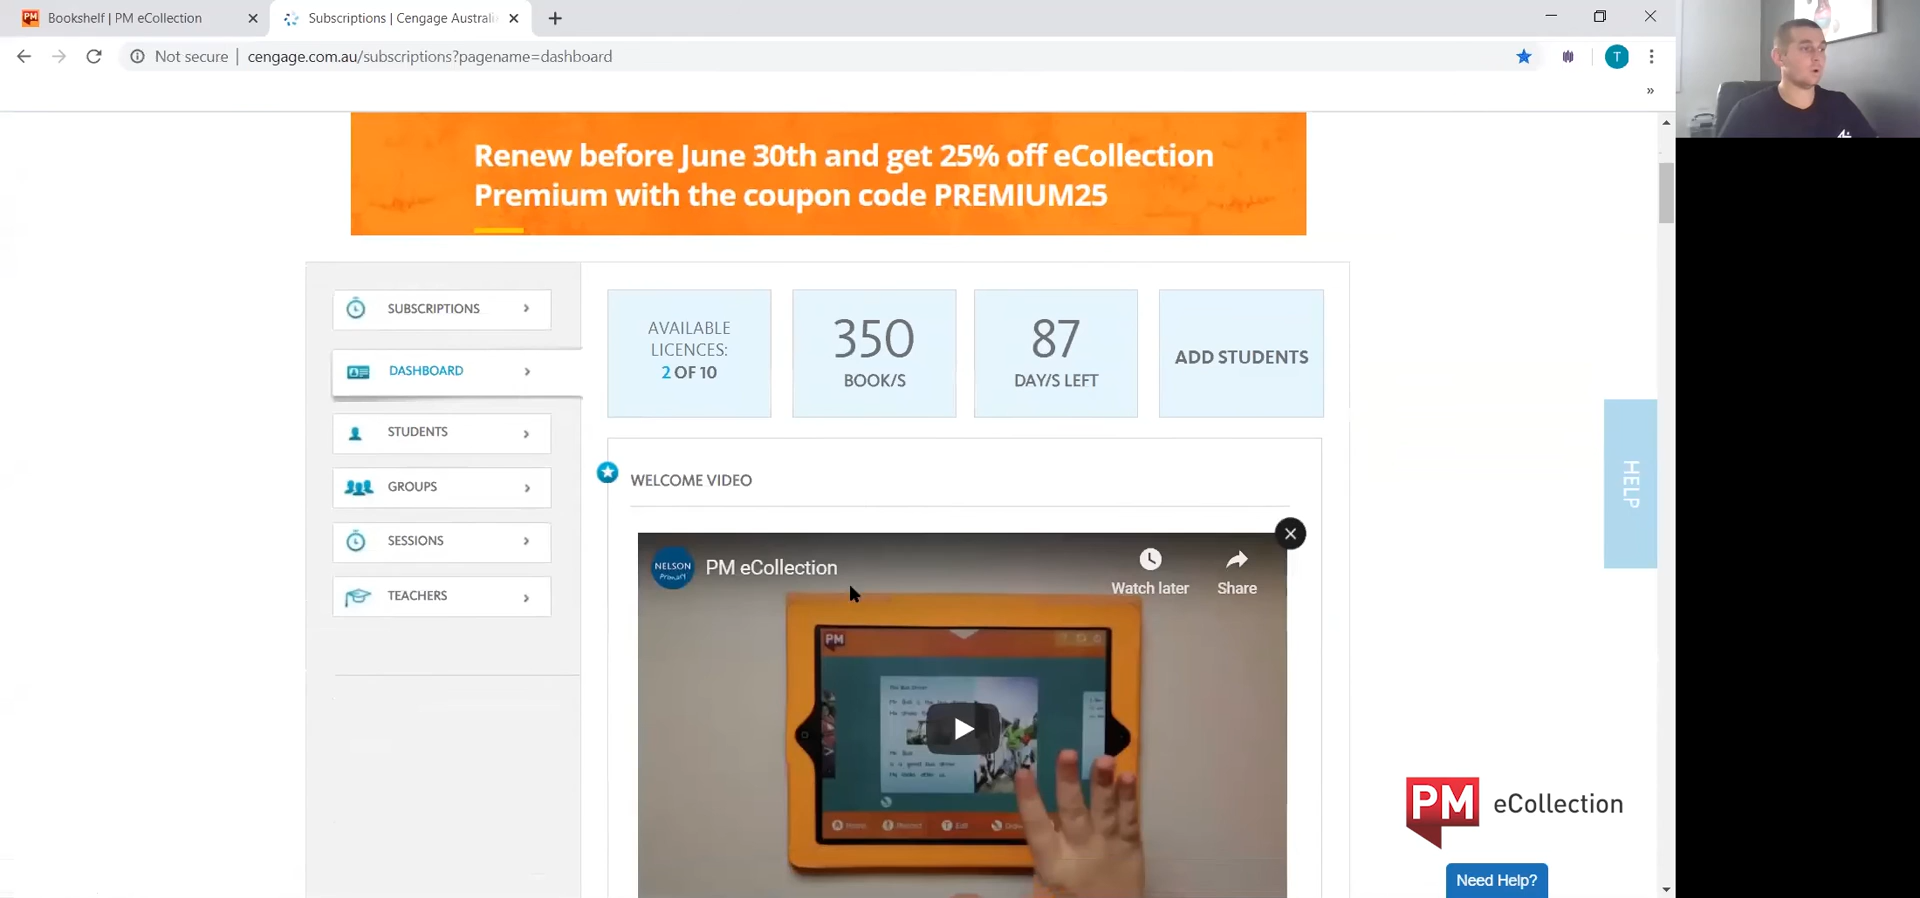 Bookshelf | PM eCollection
Subscriptions | Cengage Australi
Not secure | cengage.com.au/subscriptions?pagename=dashboard
T
Renew before June 30th and get 25% off eCollection
Premium with the coupon code PREMIUM25
SUBSCRIPTIONS
DASHBOARD
STUDENTS
GROUPS
SESSIONS
TEACHERS
AVAILABLE
LICENCES:
2 OF 10
350
BOOK/S
87
DAY/S LEFT
ADD STUDENTS
WELCOME VIDEO
NELSON
Primary
PM eCollection
Watch later
Share
PM
HELP
PM eCollection
Need Help?